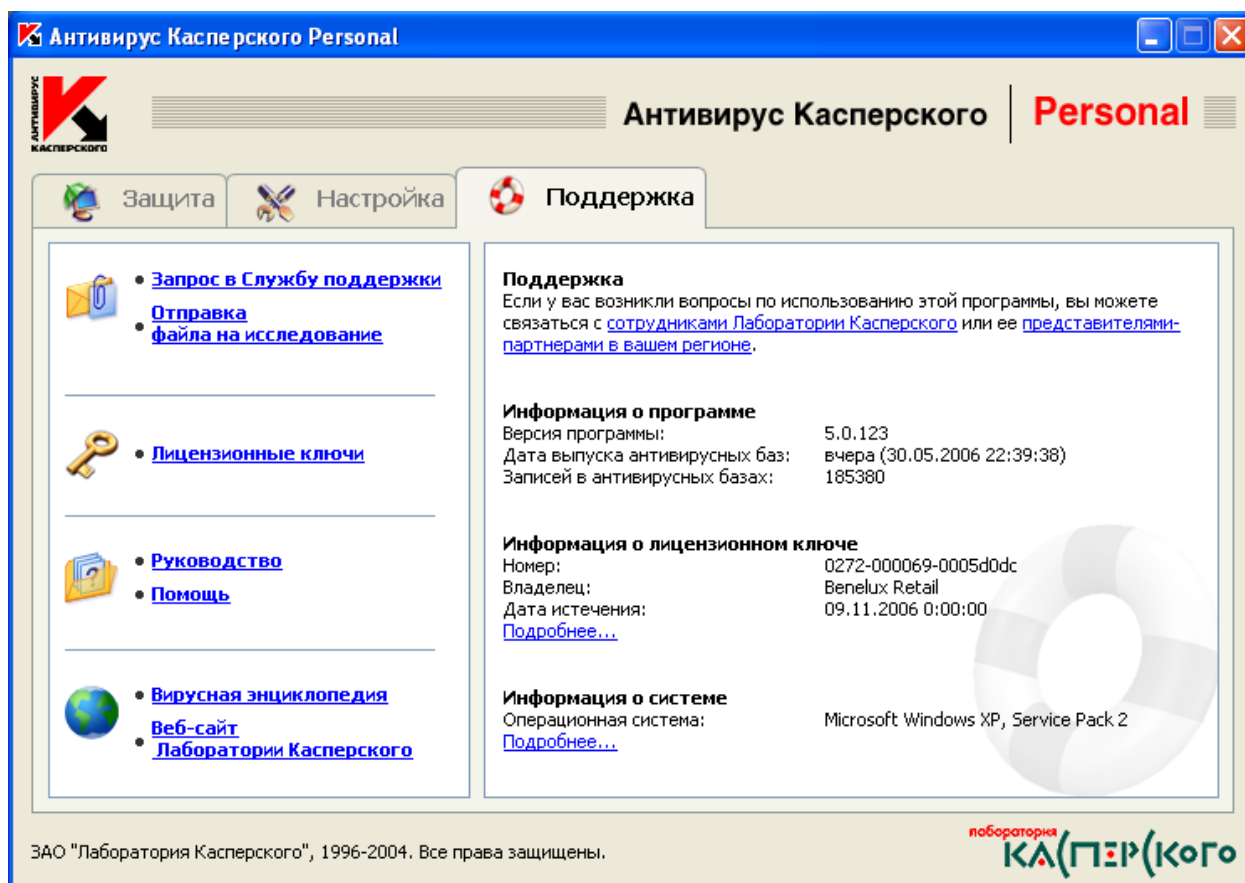 Антивирус Касперского Personal
АНТИВИРУС
КАСПЕРСКОГО
Антивирус Касперского Personal
Защита
Настройка
Поддержка
Запрос в Службу поддержки
Отправка
файла на исследование
Лицензионные ключи
Руководство
Помощь
Вирусная энциклопедия
Веб-сайт
Лаборатории Касперского
Поддержка
Если у вас возникли вопросы по использованию этой программы, вы можете
связаться с сотрудниками Лаборатории Касперского или ее представителями-
партнерами в вашем регионе.
Информация о программе
Версия программы: 5.0.123
Дата выпуска антивирусных баз: вчера (30.05.2006 22:39:38)
Записей в антивирусных базах: 185380
Информация о лицензионном ключе
Номер: 0272-000069-0005d0dc
Владелец: Benelux Retail
Дата истечения: 09.11.2006 0:00:00
Подробнее...
Информация о системе
Операционная система: Microsoft Windows XP, Service Pack 2
Подробнее...
ЗАО "Лаборатория Касперского", 1996-2004. Все права защищены.
лаборатория
КАСПЕРСКОГО